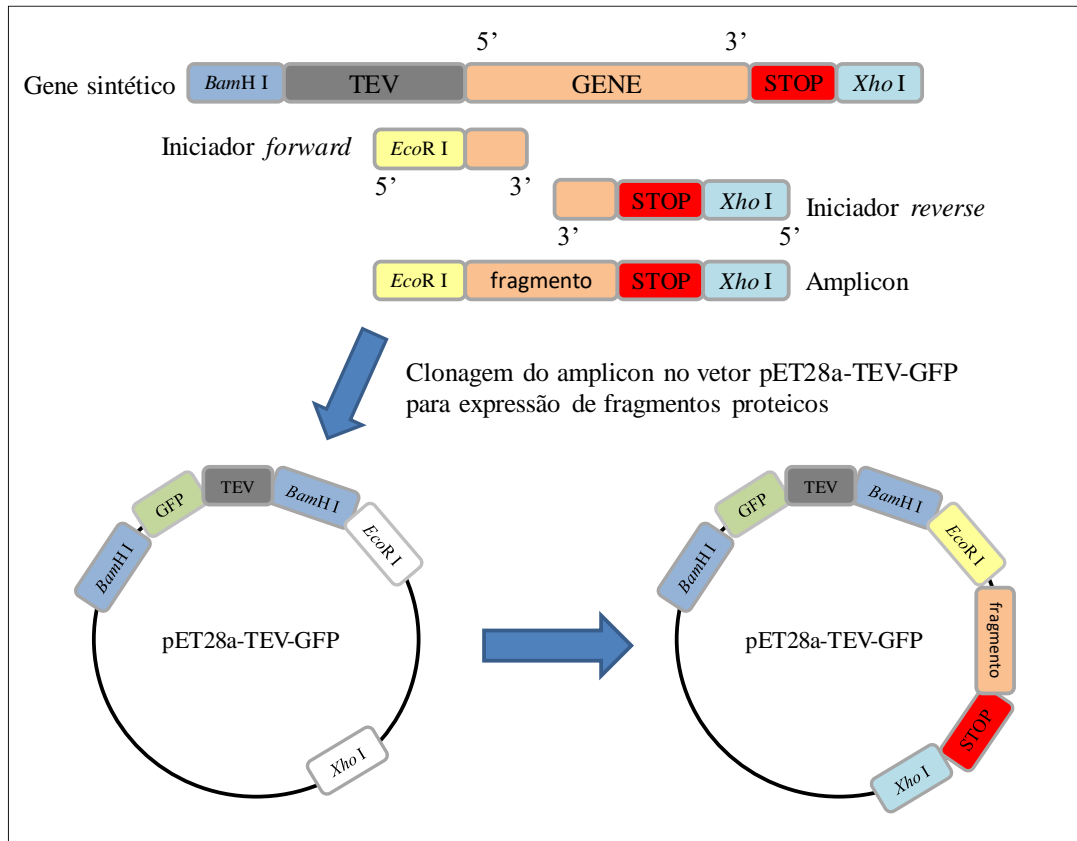 5’ 3’
Gene sintético BamH I TEV GENE STOP Xho I
Iniciador forward EcoR I
5’ 3’
STOP Xho I Iniciador reverse
3’ 5’
EcoR I fragmento STOP Xho I Amplicon
Clonagem do amplicon no vetor pET28a-TEV-GFP
para expressão de fragmentos proteicos
BamH I
GFP
TEV
BamH I
EcoR I
pET28a-TEV-GFP
Xho I
BamH I
GFP
TEV
BamH I
EcoR I
fragmento
STOP
Xho I
pET28a-TEV-GFP